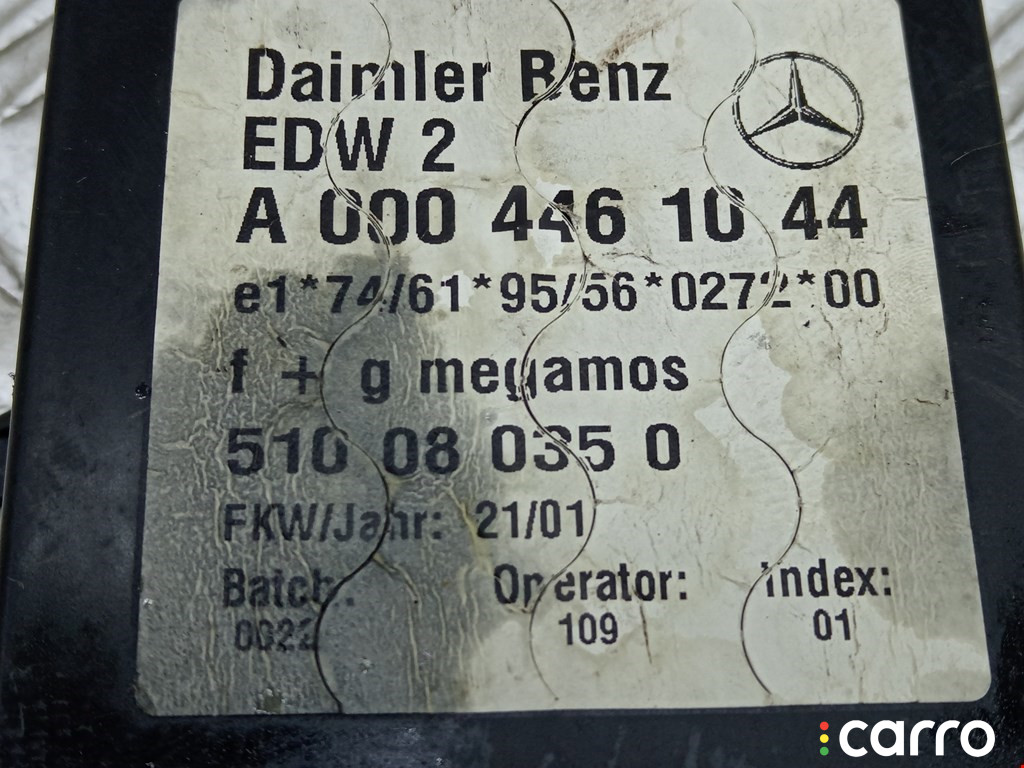 Daimler Benz
EDW 2
A 000 446 10 44
e1*74/61*95/56*0272*00
f + g meggamos
510 08 035 0
FKW/Jahr: 21/01
Batch: Operator: Index:
0022 109 01
carro